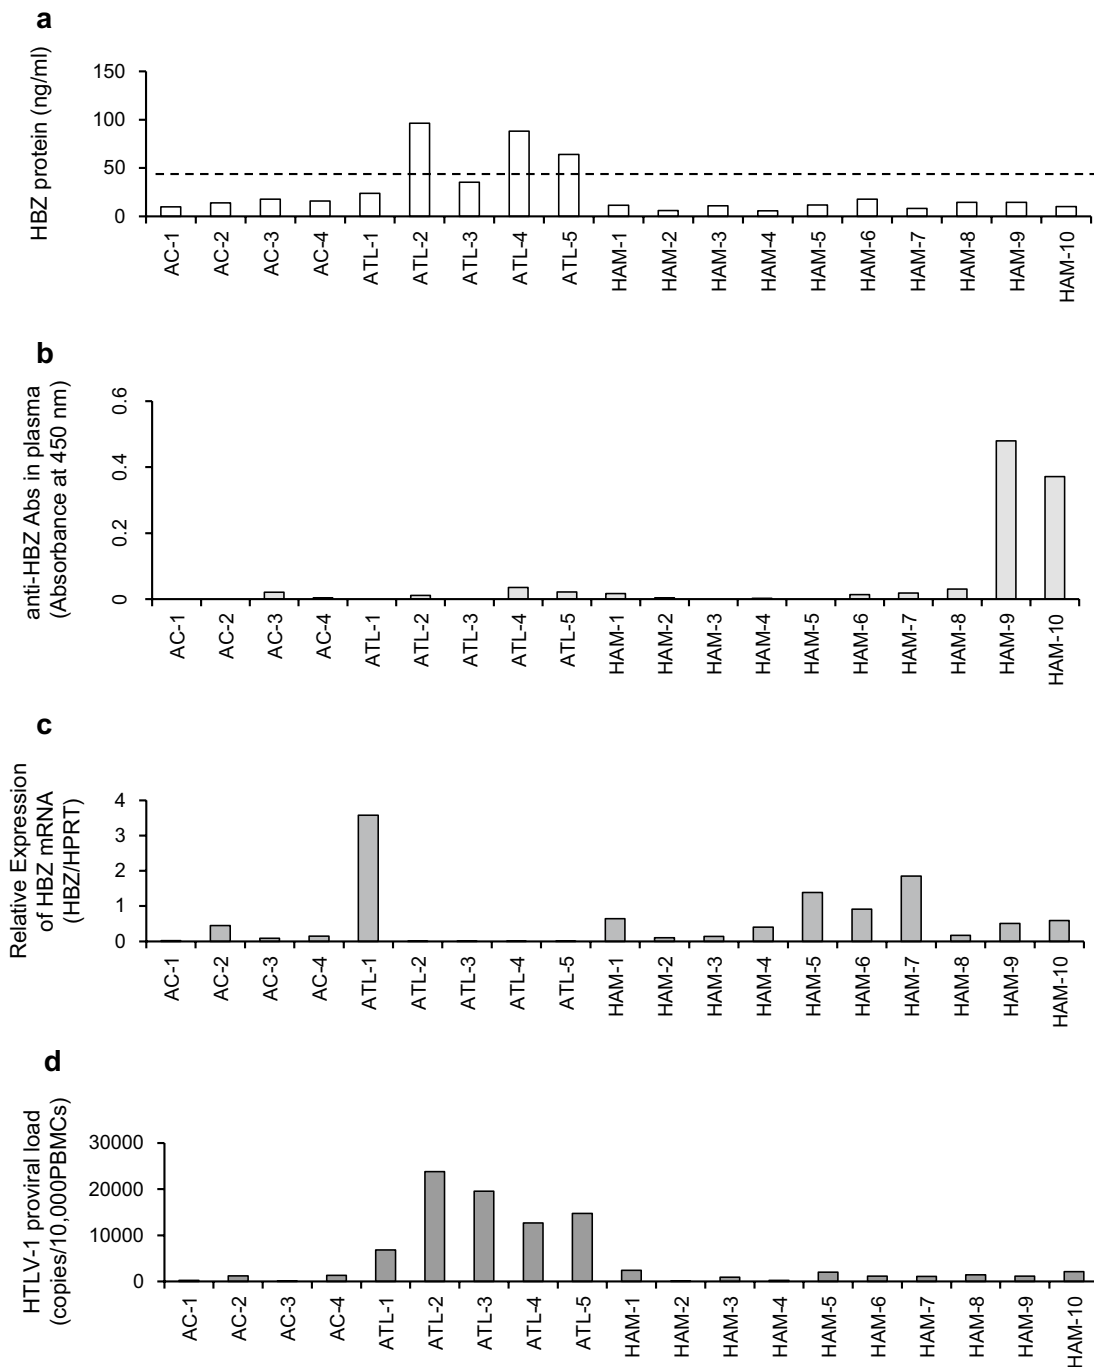 a
HBZ protein (ng/ml)
150
100
50
0
AC-1
AC-2
AC-3
AC-4
ATL-1
ATL-2
ATL-3
ATL-4
ATL-5
HAM-1
HAM-2
HAM-3
HAM-4
HAM-5
HAM-6
HAM-7
HAM-8
HAM-9
HAM-10
b
anti-HBZ Abs in plasma
(Absorbance at 450 nm)
0.6
0.4
0.2
0
AC-1
AC-2
AC-3
AC-4
ATL-1
ATL-2
ATL-3
ATL-4
ATL-5
HAM-1
HAM-2
HAM-3
HAM-4
HAM-5
HAM-6
HAM-7
HAM-8
HAM-9
HAM-10
c
Relative Expression
of HBZ mRNA
(HBZ/HPRT)
4
3
2
1
0
AC-1
AC-2
AC-3
AC-4
ATL-1
ATL-2
ATL-3
ATL-4
ATL-5
HAM-1
HAM-2
HAM-3
HAM-4
HAM-5
HAM-6
HAM-7
HAM-8
HAM-9
HAM-10
d
HTLV-1 proviral load
(copies/10,000PBMCs)
30000
20000
10000
0
AC-1
AC-2
AC-3
AC-4
ATL-1
ATL-2
ATL-3
ATL-4
ATL-5
HAM-1
HAM-2
HAM-3
HAM-4
HAM-5
HAM-6
HAM-7
HAM-8
HAM-9
HAM-10